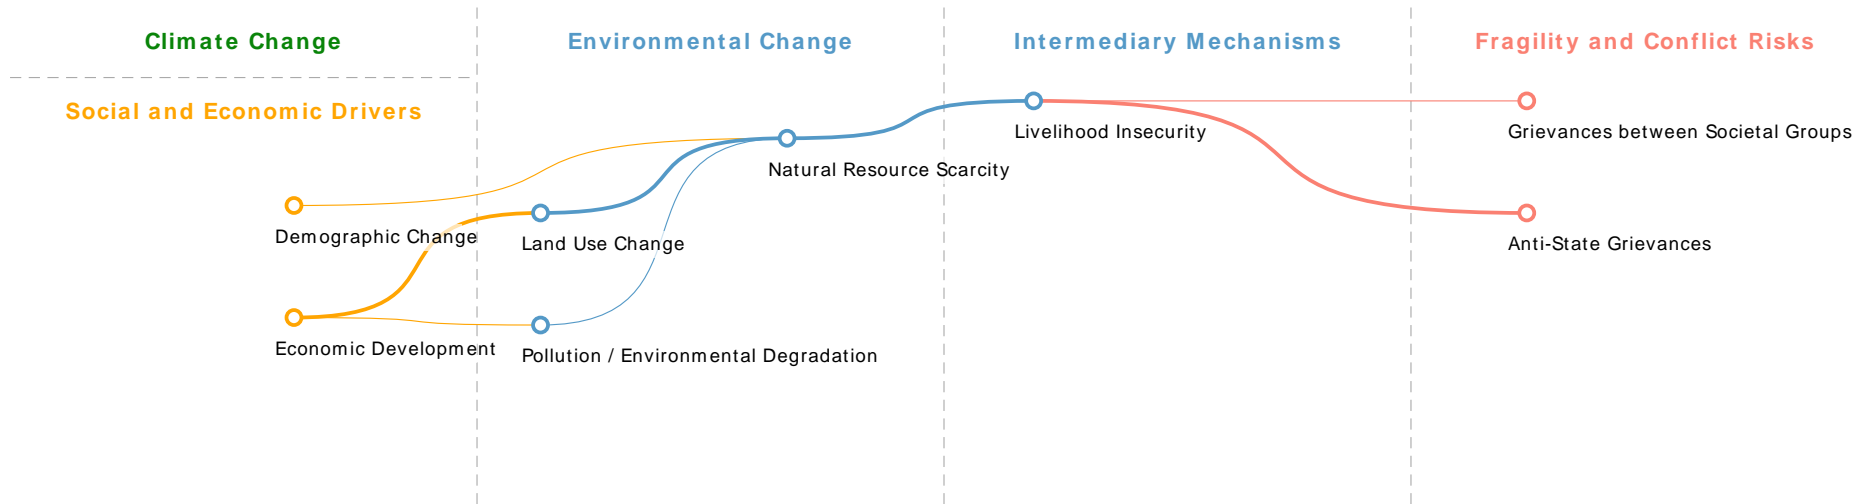 Climate Change
Environmental Change
Intermediary Mechanisms
Fragility and Conflict Risks
Social and Economic Drivers
Livelihood Insecurity
Grievances between Societal Groups
Natural Resource Scarcity
Demographic Change
Land Use Change
Anti-State Grievances
Economic Development
Pollution / Environmental Degradation